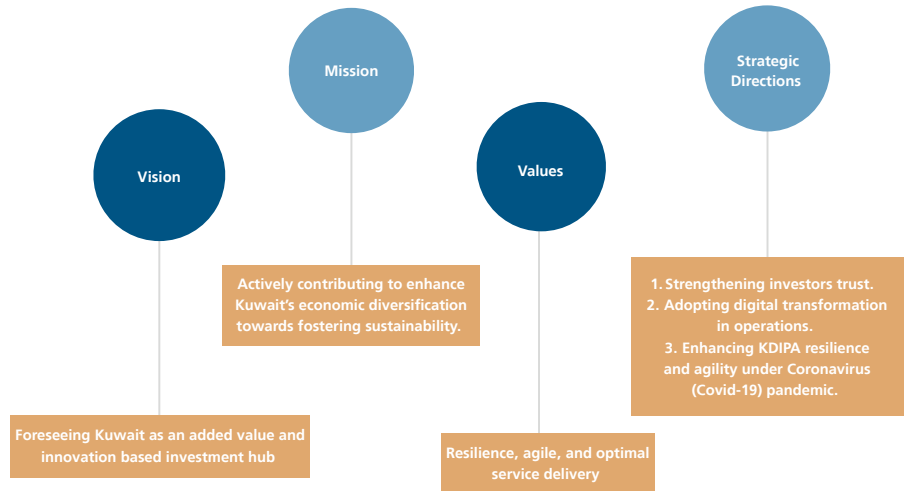 Vision
Foreseeing Kuwait as an added value and
innovation based investment hub
Mission
Actively contributing to enhance
Kuwait's economic diversification
towards fostering sustainability.
Values
Resilience, agile, and optimal
service delivery
Strategic
Directions
1. Strengthening investors trust.
2. Adopting digital transformation
in operations.
3. Enhancing KDIPA resilience
and agility under Coronavirus
(Covid-19) pandemic.